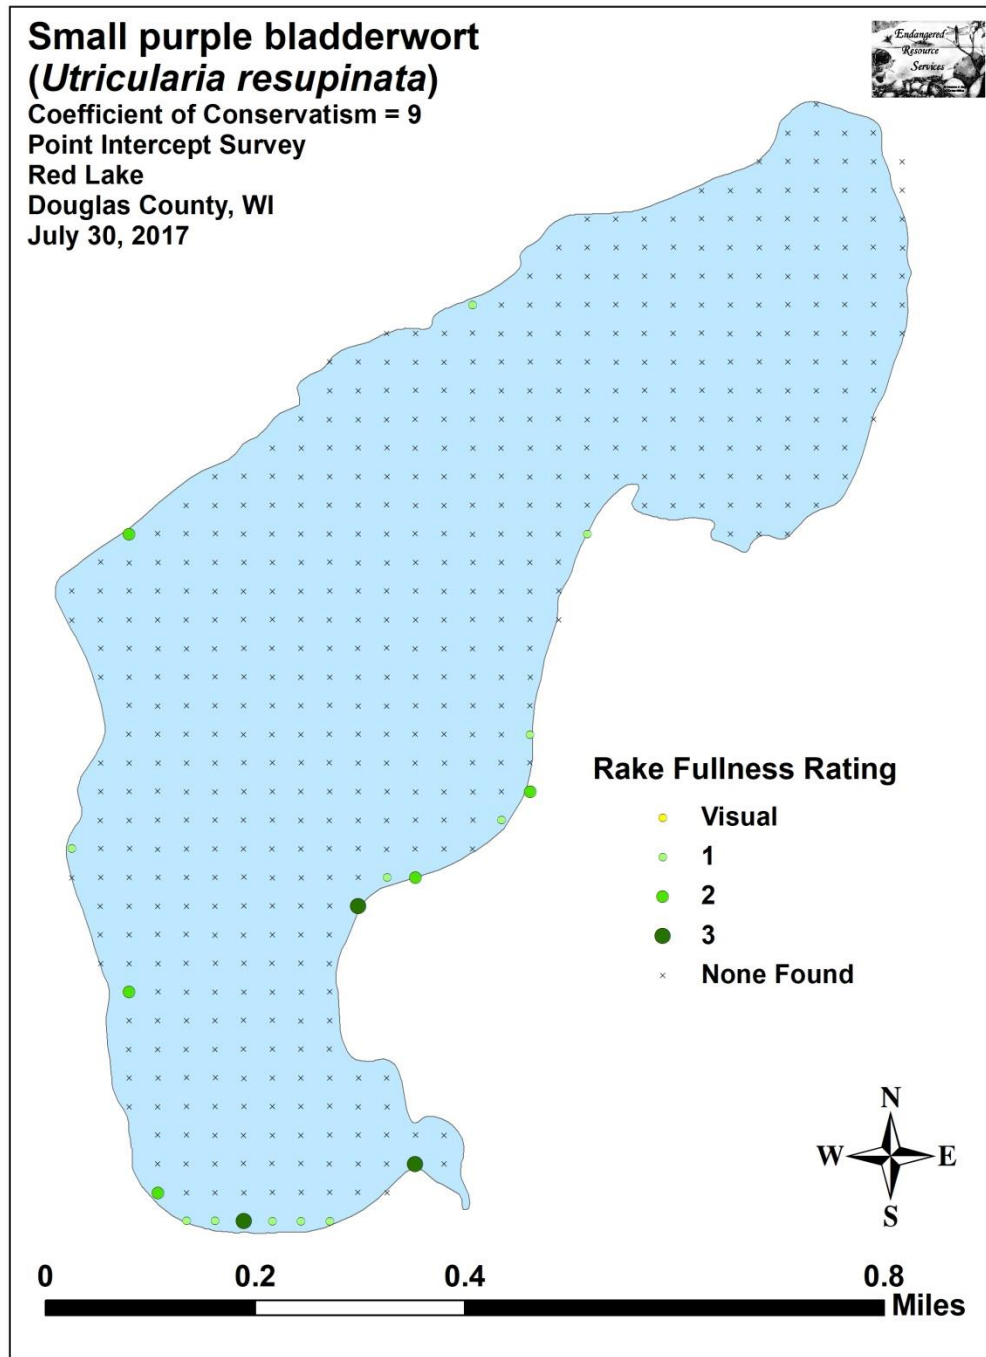 Small purple bladderwort
(Utricularia resupinata)
Coefficient of Conservatism = 9
Point Intercept Survey
Red Lake
Douglas County, WI
July 30, 2017
Endangered
Resource
Services
Rake Fullness Rating
Visual
1
2
3
None Found
N
W E
S
0 0.2 0.4 0.8
Miles